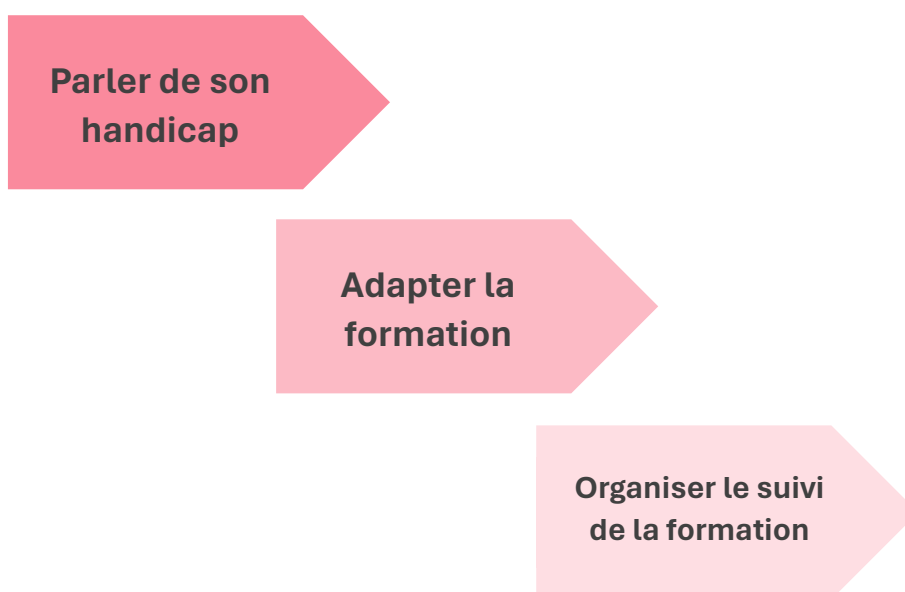 Parler de son
handicap
Adapter la
formation
Organiser le suivi
de la formation